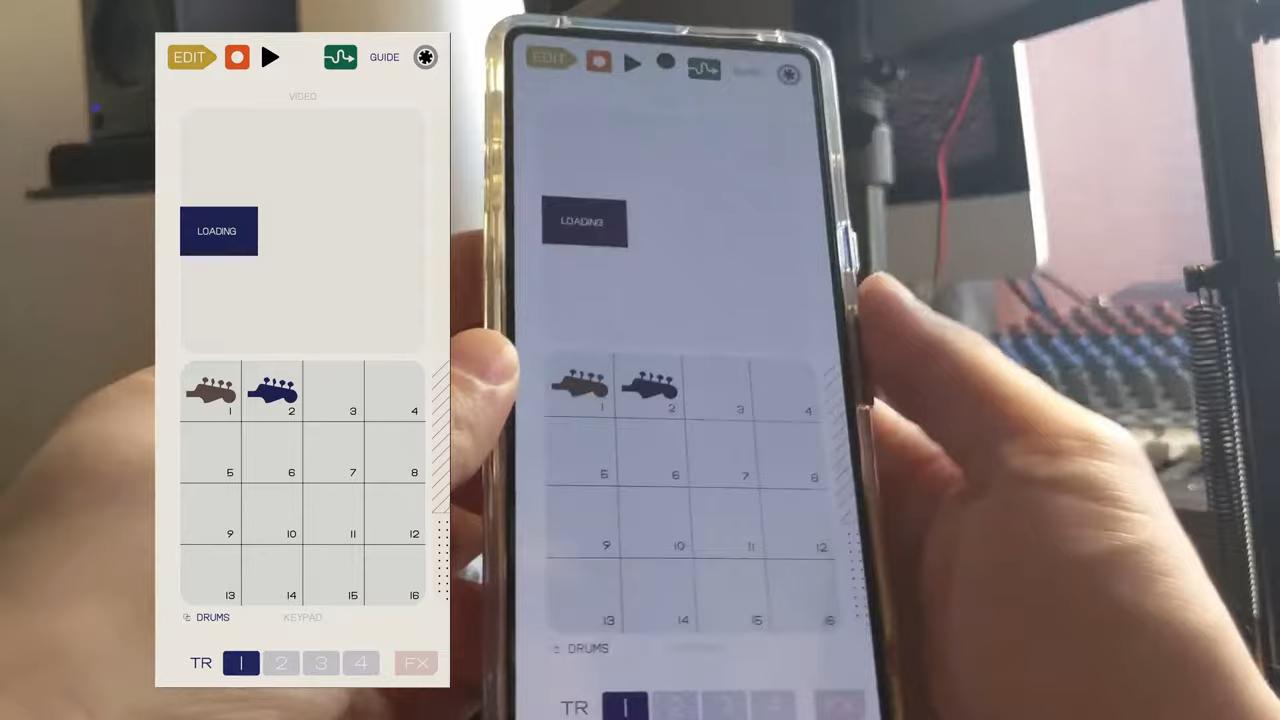 EDIT GUIDE
VIDEO
LOADING
1 2 3 4
5 6 7 8
9 10 11 12
13 14 15 16
DRUMS KEYPAD
TR 1 2 3 4 FX
EDIT
LOADING
1 2 3 4
5 6 7 8
9 10 11 12
13 14 15 16
DRUMS
TR 1 2